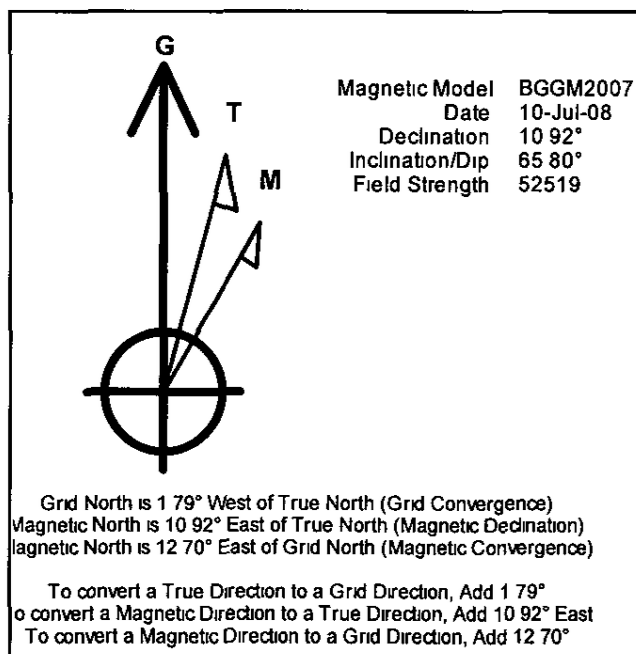 G
T
M
Magnetic Model BGGM2007
Date 10-Jul-08
Declination 10 92°
Inclination/Dip 65 80°
Field Strength 52519
Grid North is 1 79° West of True North (Grid Convergence)
Magnetic North is 10 92° East of True North (Magnetic Declination)
lagnetic North is 12 70° East of Grid North (Magnetic Convergence)
To convert a True Direction to a Grid Direction, Add 1 79°
o convert a Magnetic Direction to a True Direction, Add 10 92° East
To convert a Magnetic Direction to a Grid Direction, Add 12 70°